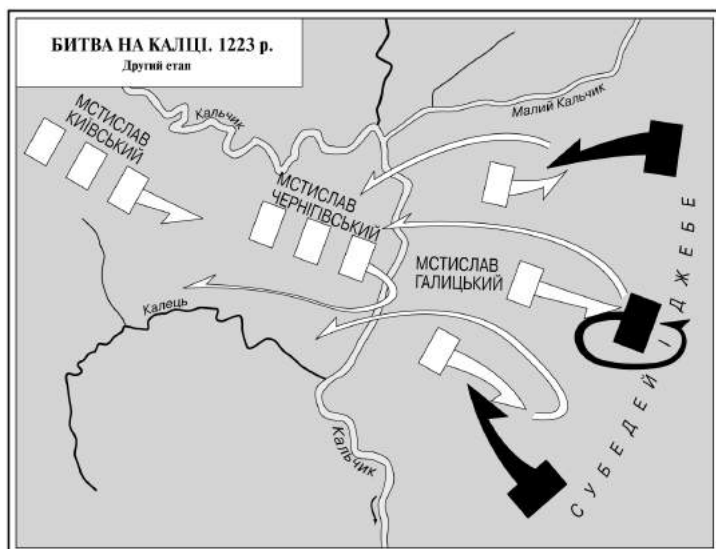 БИТВА НА КАЛЦІ. 1223 р.
Другий етап
Кальчик
Малий Кальчик
МСТИСЛАВ
КИЇВСЬКИЙ
МСТИСЛАВ
ЧЕРНІГІВСЬКИЙ
МСТИСЛАВ
ГАЛИЦЬКИЙ
Калець
Кальчик
СУБЕДЕЙ І ДЖЕБЕ